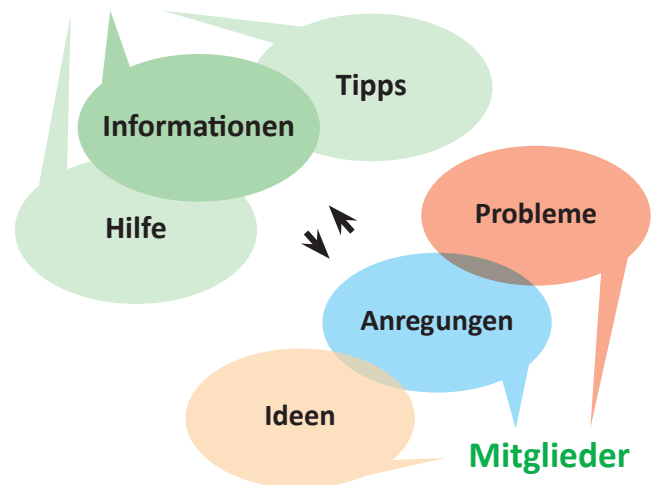 Tipps
Informationen
Hilfe
Probleme
Anregungen
Ideen
Mitglieder